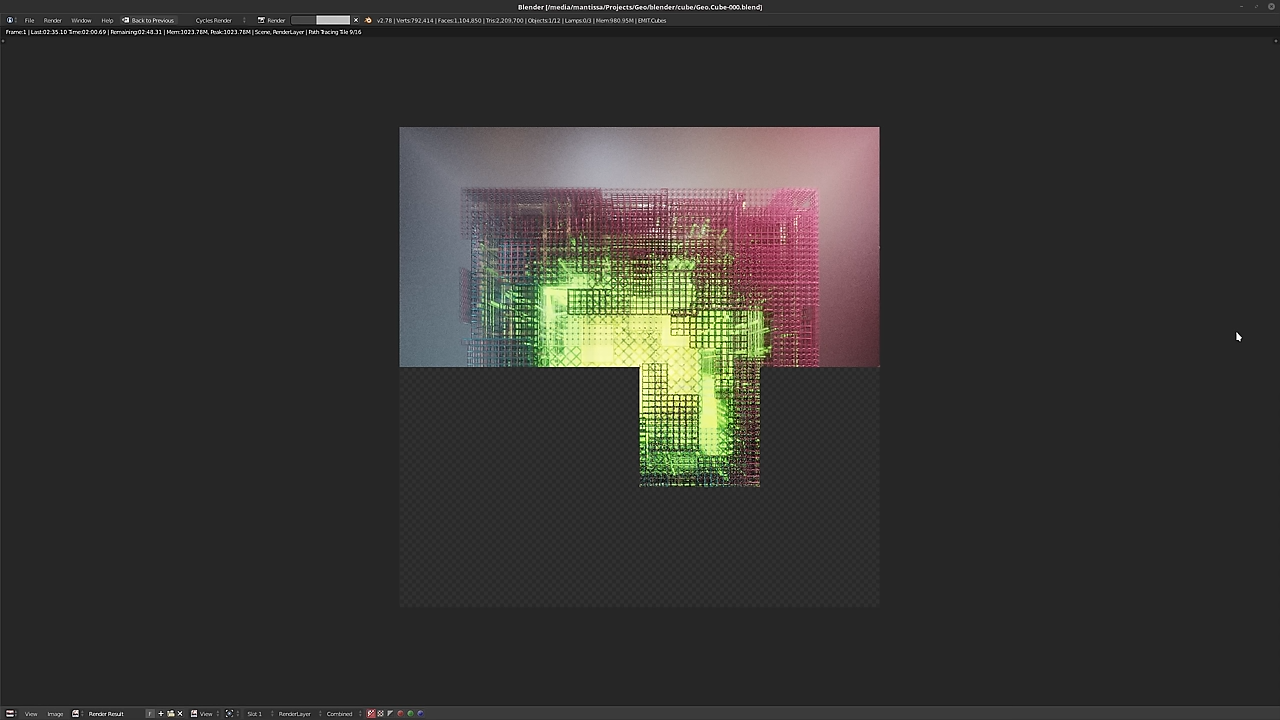 Blender [/media/mantissa/Projects/Geo/blender/cube/Geo.Cube-000.blend]
File Render Window Help Back to Previous Cycles Render Render v2.78 | Verts:792,414 | Faces:1,104,850 | Tris:2,209,700 | Objects:1/12 | Lamps:0/3 | Mem:980.95M | EMIT.Cubes
Frame:1 | Last:02:35.10 Time:02:00.69 | Remaining:02:48.31 | Mem:1023.76M, Peak:1023.76M | Scene, RenderLayer | Path Tracing Tile 9/16
View Image Render Result F View Slot 1 RenderLayer Combined